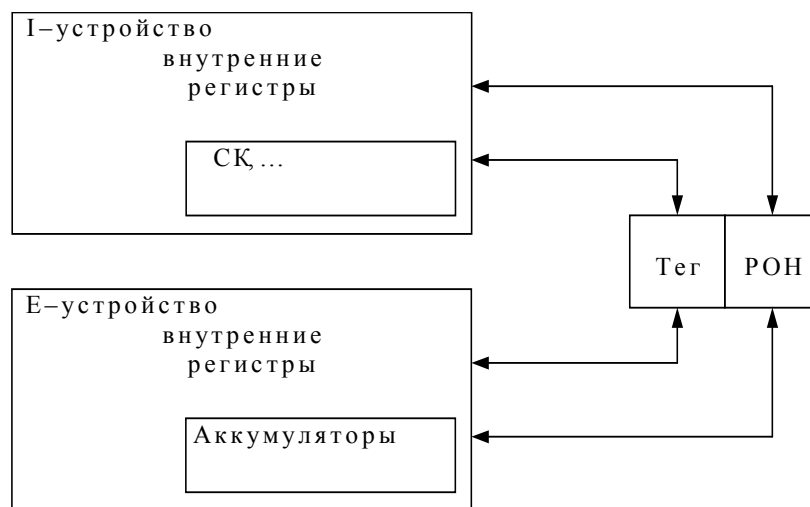 I–устройство
внутренние
регистры
СК, ...
Тег
РОН
Е–устройство
внутренние
регистры
Аккумуляторы